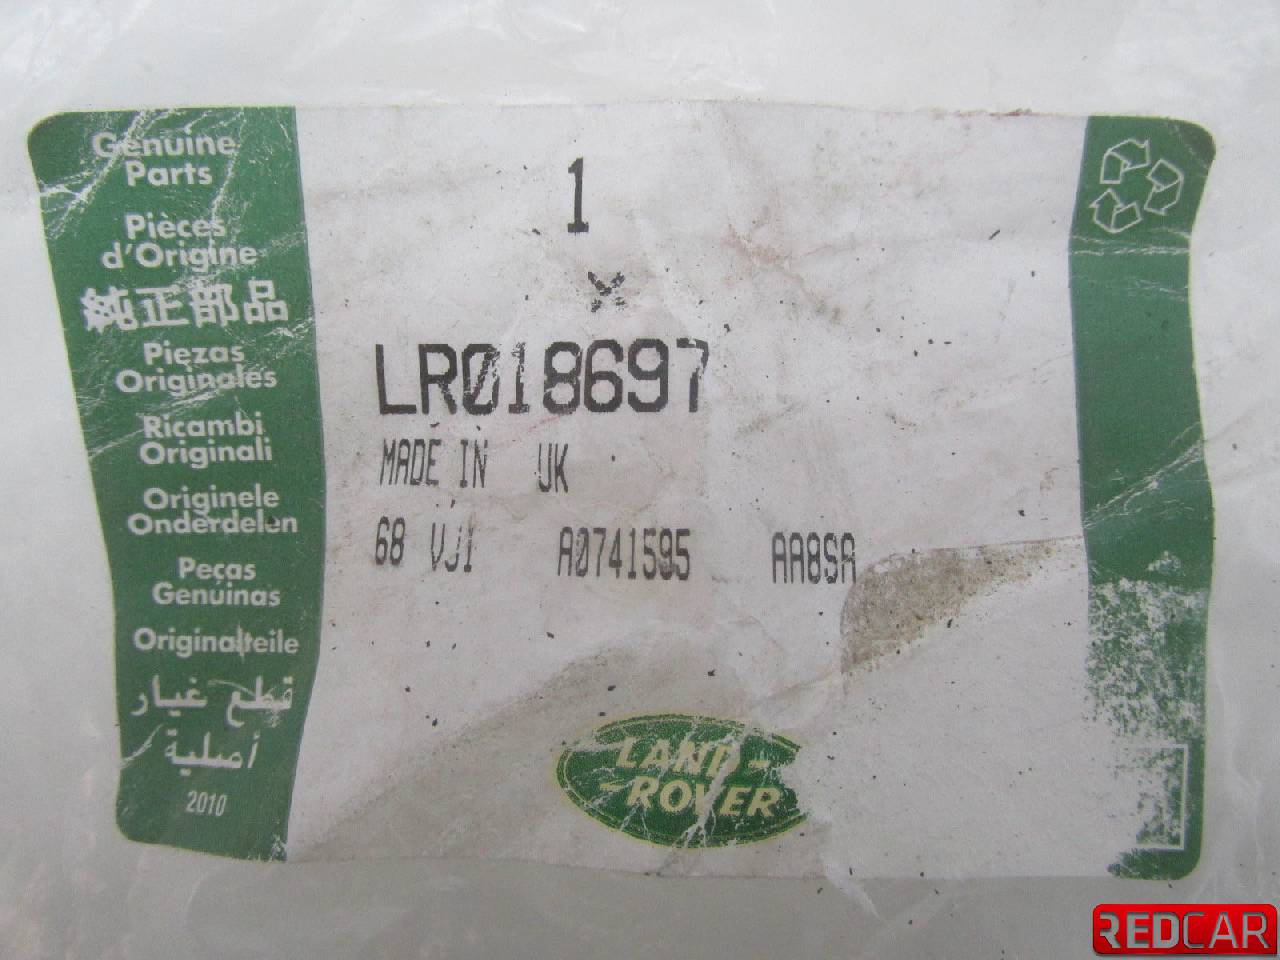 Genuine
Parts
Pièces
d'Origine
純正部品
Piezas
Originales
Ricambi
Originali
Originele
Onderdelen
Peças
Genuinas
Originalteile
قطع غيار
أصلية
2010
1
LR018697
MADE IN UK
68 VJ1 A0741595 AA8SA
LAND-
-ROVER
REDCAR